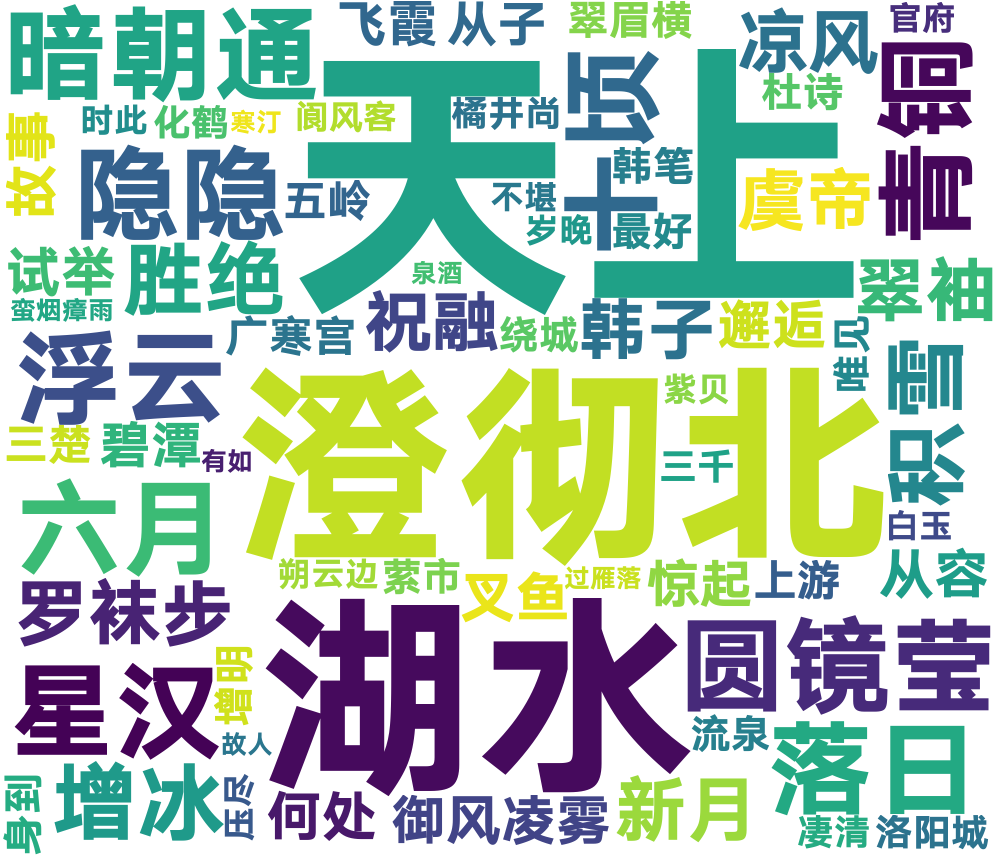 飞霞
从子
翠眉横
官府
暗朝通
天上
十顷
凉风
青铜
杜诗
时此
化鹤
寒汀
阆风客
橘井尚
故事
隐隐
五岭
不堪
韩笔
虞帝
岁晚
最好
试举
胜绝
泉酒
翠袖
蛮烟瘴雨
广寒宫
祝融
绕城
韩子
邂逅
唯见
积雪
浮云
三楚
碧潭
有如
澄彻北
紫贝
三千
六月
白玉
朔云边
萦市
叉鱼
过雁落
惊起
上游
从容
罗袜步
湖水
圆镜莹
星汉
增明
故人
流泉
落日
身到
增冰
压尽
何处
御风凌雾
新月
凄清
洛阳城